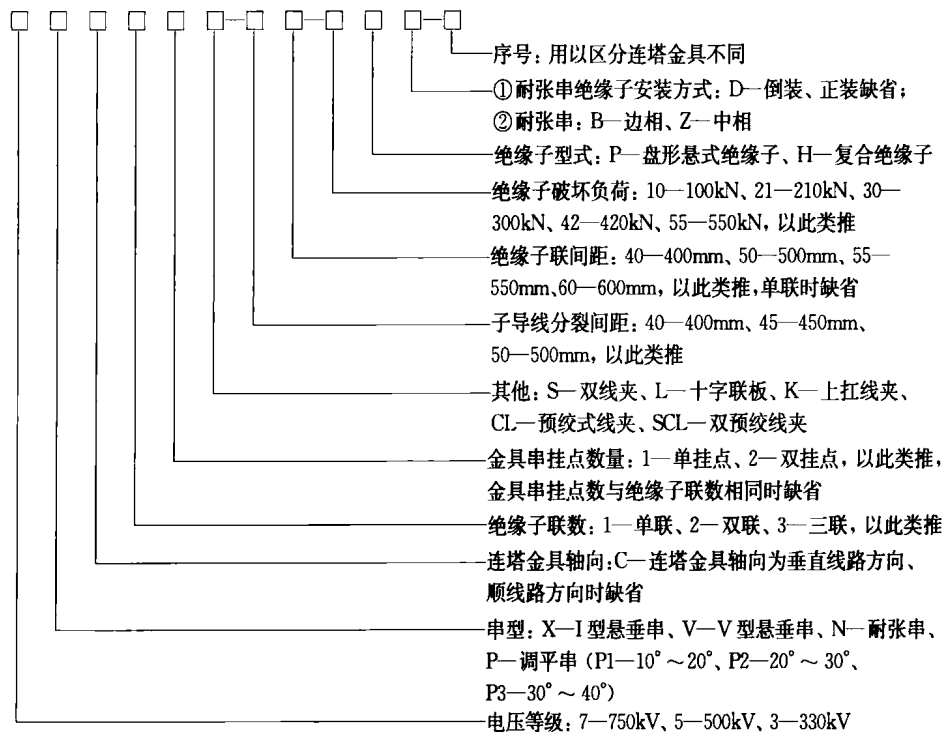 □ □ □ □ □ □—□ □—□ □ □—□
序号：用以区分连塔金具不同
①耐张串绝缘子安装方式：D—倒装、正装缺省；
②耐张串：B—边相、Z—中相
绝缘子型式：P—盘形悬式绝缘子、H—复合绝缘子
绝缘子破坏负荷：10—100kN、21—210kN、30—
300kN、42—420kN、55—550kN，以此类推
绝缘子联间距：40—400mm、50—500mm、55—
550mm、60—600mm，以此类推，单联时缺省
子导线分裂间距：40—400mm、45—450mm、
50—500mm，以此类推
其他：S—双线夹、L—十字联板、K—上扛线夹、
CL—预绞式线夹、SCL—双预绞线夹
金具串挂点数量：1—单挂点、2—双挂点，以此类推，
金具串挂点数与绝缘子联数相同时缺省
绝缘子联数：1—单联、2—双联、3—三联，以此类推
连塔金具轴向：C—连塔金具轴向为垂直线路方向、
顺线路方向时缺省
串型：X—I型悬垂串、V—V型悬垂串、N—耐张串、
P—调平串（P1—10°～20°、P2—20°～30°、
P3—30°～40°）
电压等级：7—750kV、5—500kV、3—330kV